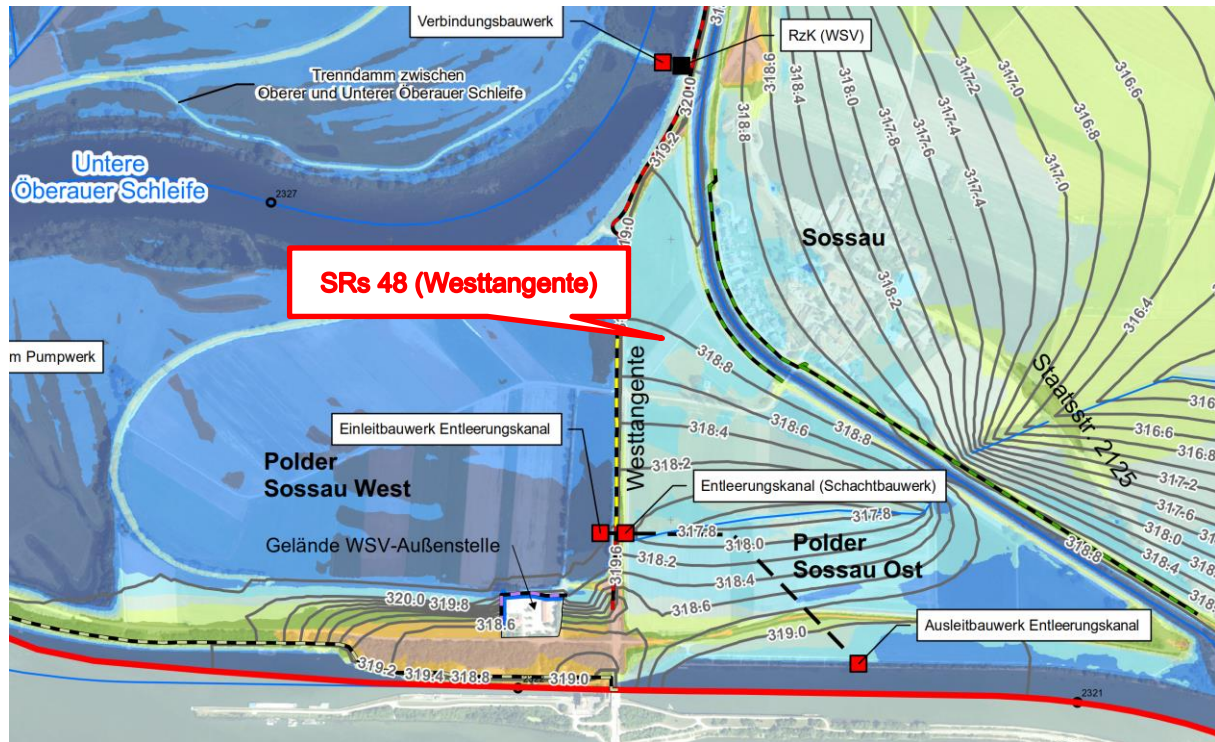 Verbindungsbauwerk
RzK (WSV)
Trenndamm zwischen
Oberer und Unterer Öberauer Schleife
Untere
Öberauer Schleife
2327
320.0
319.2
318.8
318.6
318.4
318.0
317.8
317.6
317.4
317.2
317.0
317.4
317.0
316.8
316.6
Sossau
318.2
316.4
SRs 48 (Westtangente)
318.8
m Pumpwerk
Westtangente
Staatsstr. 2125
Einleitbauwerk Entleerungskanal
318.4
318.6
318.8
316.6
316.8
Polder
Sossau West
318.2
Entleerungskanal (Schachtbauwerk)
317.2
317.6
317.8
317.8
318.0
Gelände WSV-Außenstelle
319.6
318.2
318.0
Polder
Sossau Ost
318.8
318.4
318.4
320.0
319.8
318.6
318.6
319.0
Ausleitbauwerk Entleerungskanal
319.2
319.4
318.8
319.0
2321